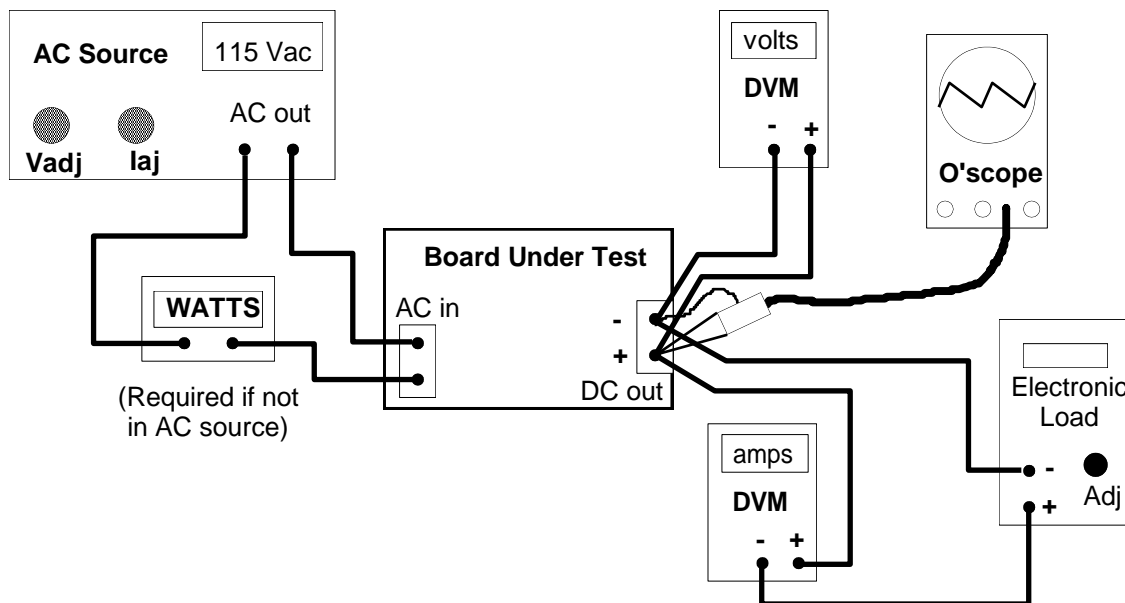 AC Source
115 Vac
AC out
Vadj
Iaj
WATTS
(Required if not
in AC source)
Board Under Test
AC in
-
+
DC out
volts
DVM
- +
O'scope
amps
DVM
- +
Electronic
Load
-
+
Adj